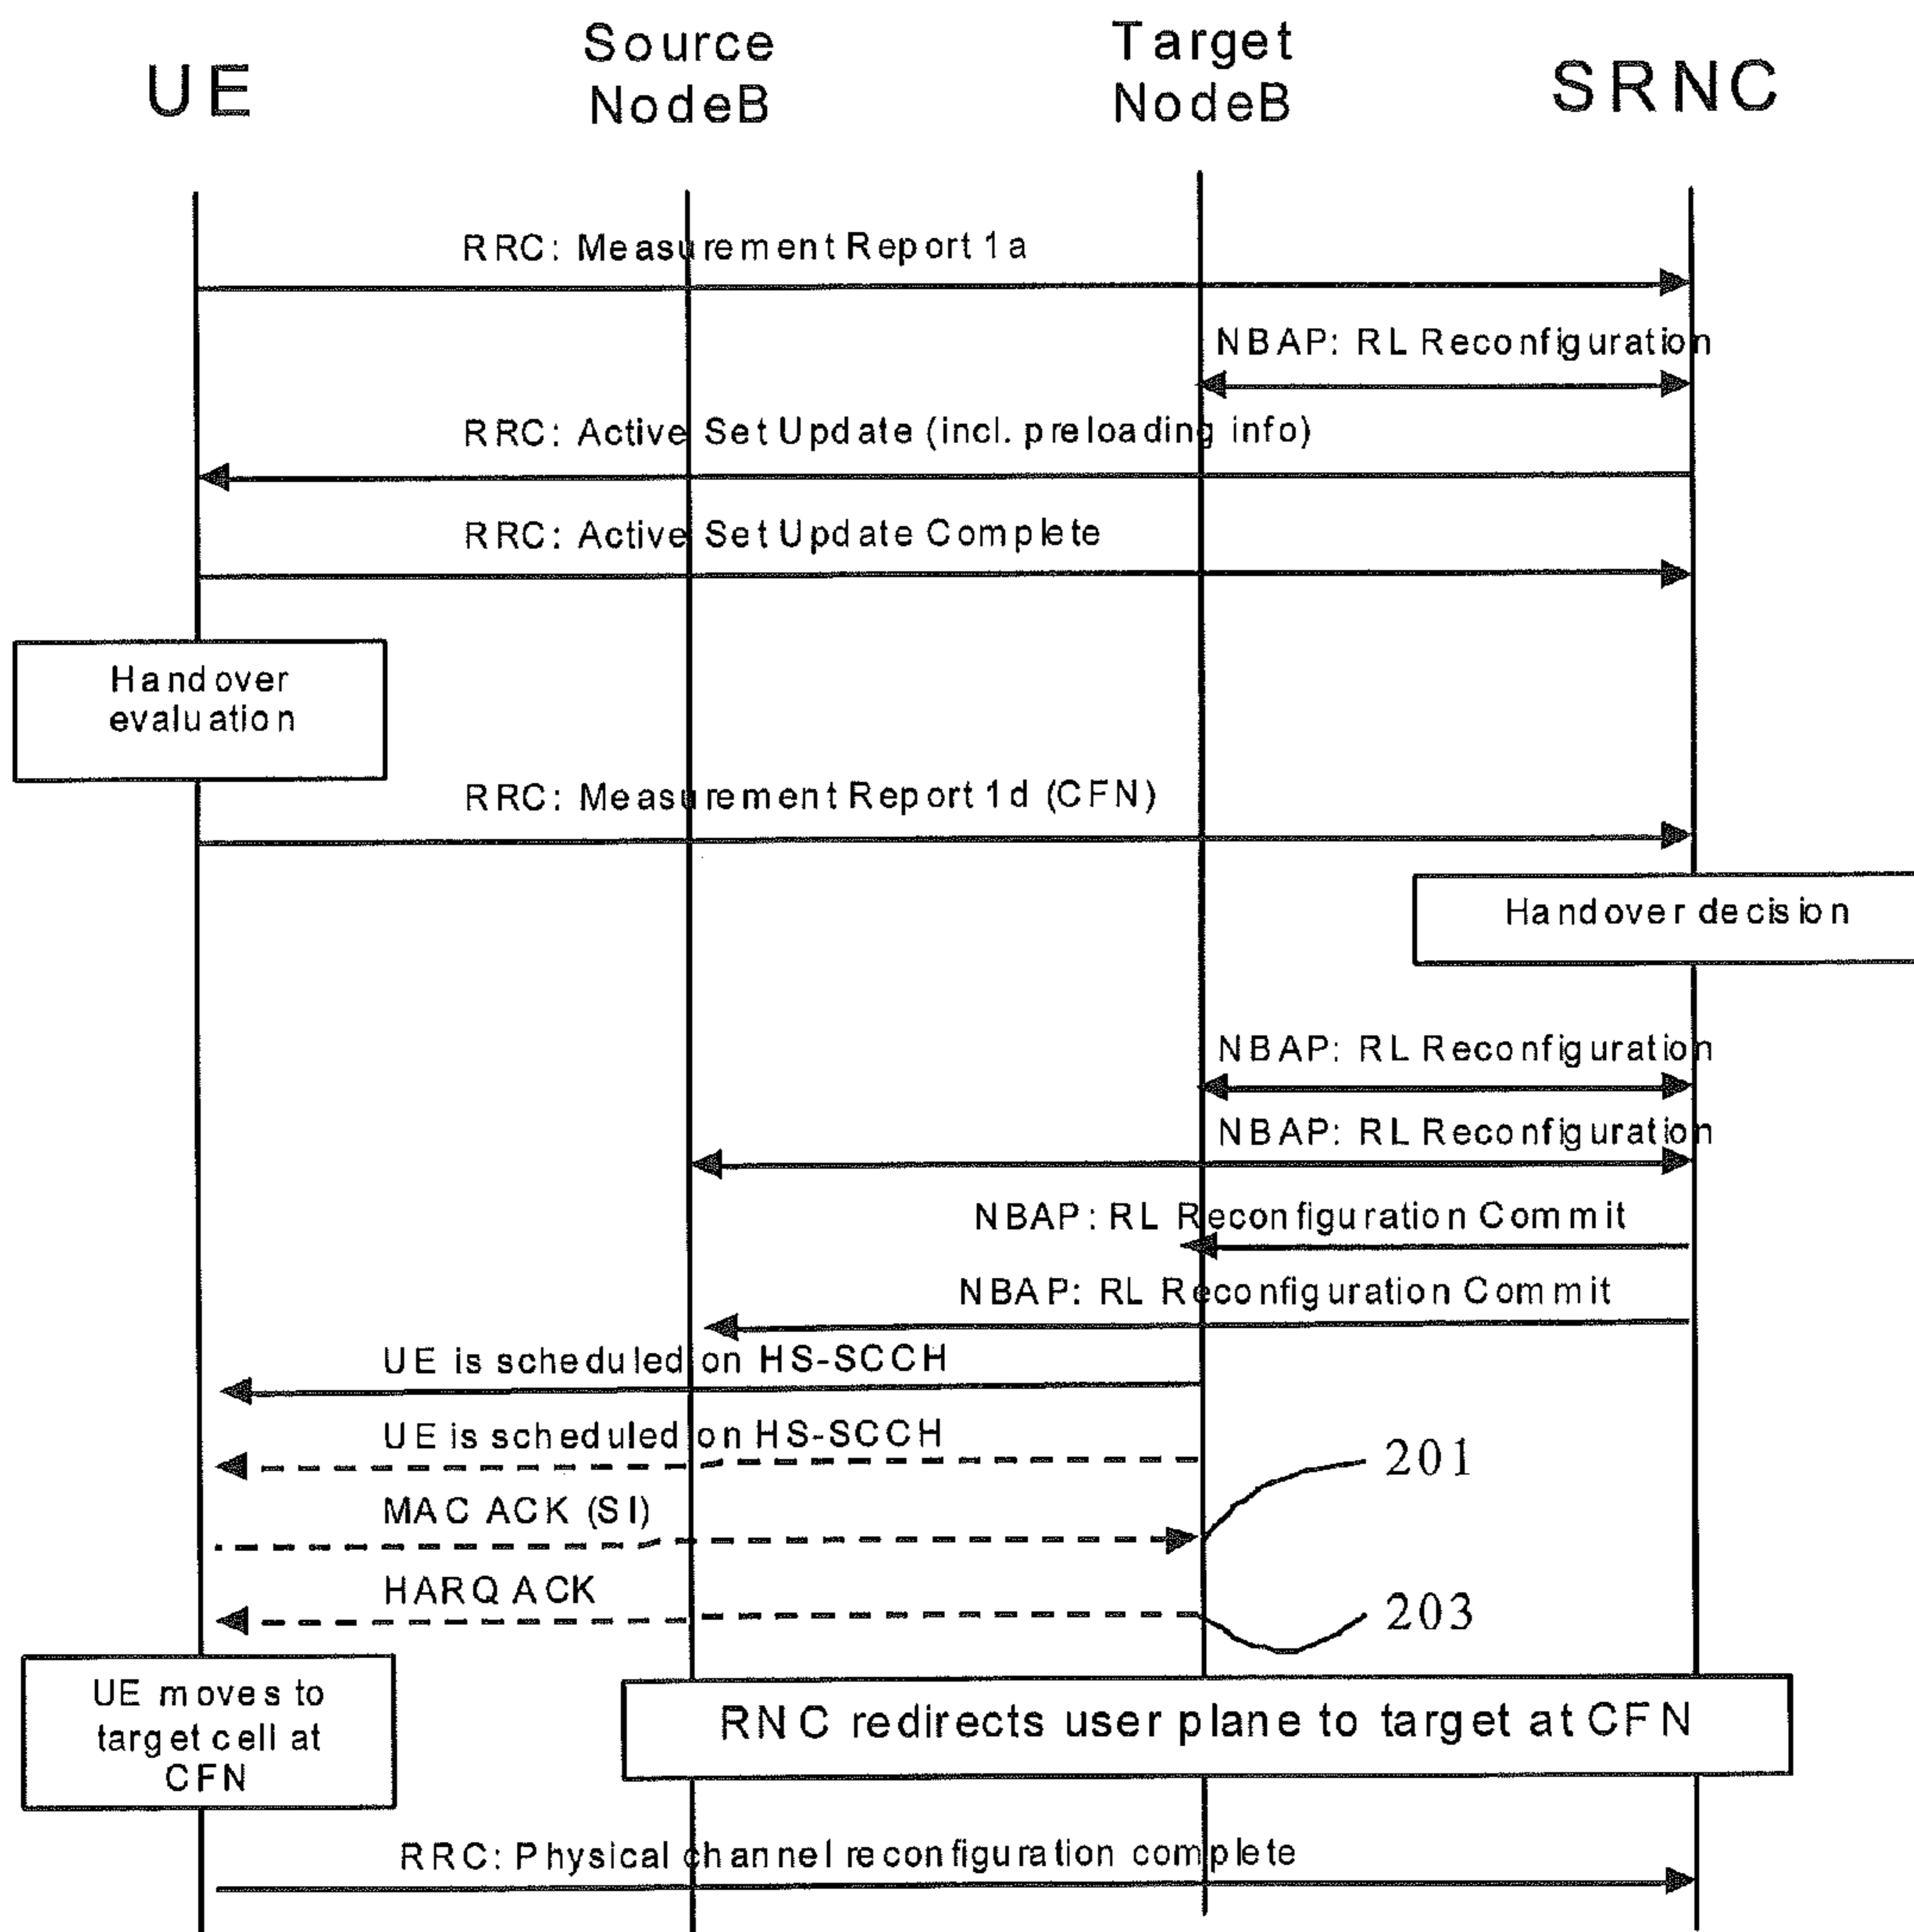 UE
Source
NodeB
Target
NodeB
SRNC
RRC: Measurement Report 1a
NBAP: RL Reconfiguration
RRC: Active Set Update (incl. preloading info)
RRC: Active Set Update Complete
Handover
evaluation
RRC: Measurement Report 1d (CFN)
Handover decision
NBAP: RL Reconfiguration
NBAP: RL Reconfiguration
NBAP: RL Reconfiguration Commit
NBAP: RL Reconfiguration Commit
UE is scheduled on HS-SCCH
UE is scheduled on HS-SCCH
201
MAC ACK (SI)
HARQ ACK
203
UE moves to
target cell at
CFN
RNC redirects user plane to target at CFN
RRC: Physical channel reconfiguration complete